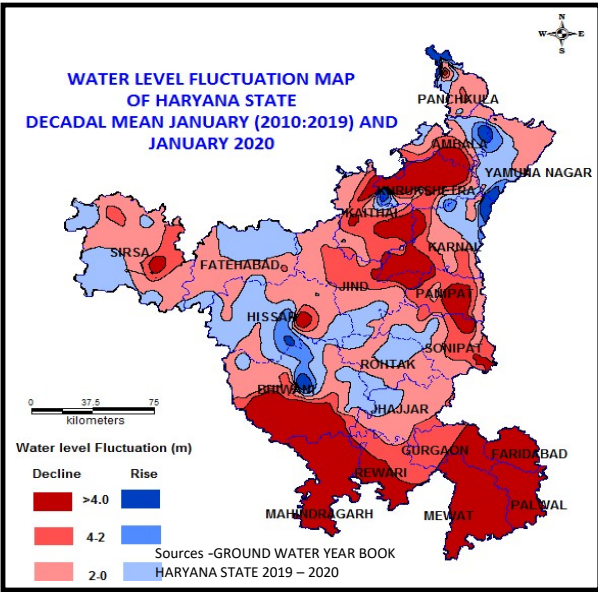 N
W E
S
WATER LEVEL FLUCTUATION MAP
OF HARYANA STATE
DECADAL MEAN JANUARY (2010:2019) AND
JANUARY 2020
PANCHKULA
AMBALA
YAMUNA NAGAR
KURUKSHETRA
KAITHAL
SIRSA
FATEHABAD
KARNAL
JIND
PANIPAT
HISSAR
SONIPAT
ROHTAK
BHIWANI
JHAJJAR
0 37.5 75
kilometers
GURGAON
FARIDABAD
REWARI
MAHINDRAGARH
MEWAT
PALWAL
Water level Fluctuation (m)
Decline Rise
>4.0
4-2
2-0
Sources -GROUND WATER YEAR BOOK
HARYANA STATE 2019 – 2020